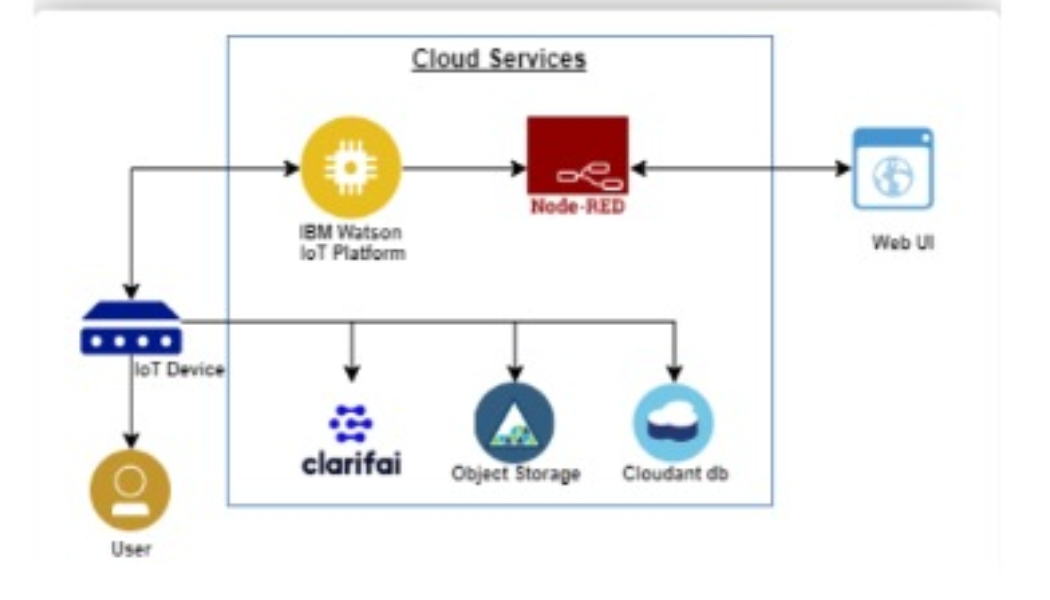 Cloud Services
Node-RED
IBM Watson
IoT Platform
Web UI
IoT Device
clarifai
Object Storage
Cloudant db
User